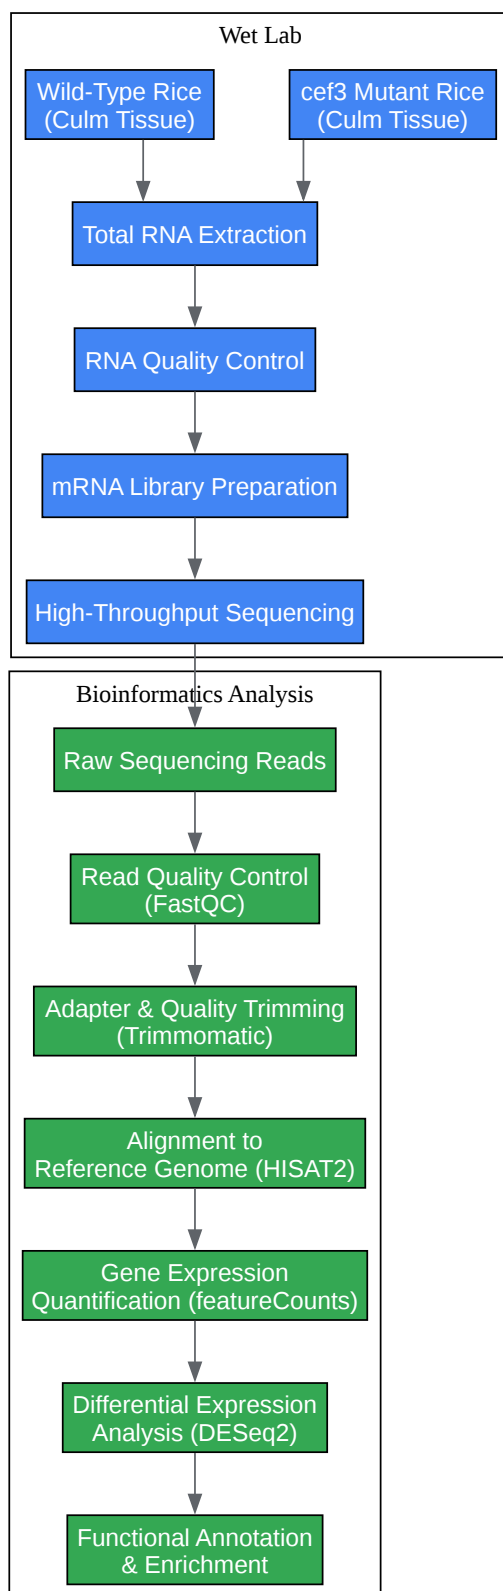 Wet Lab
Wild-Type Rice
(Culm Tissue)
cef3 Mutant Rice
(Culm Tissue)
Total RNA Extraction
RNA Quality Control
mRNA Library Preparation
High-Throughput Sequencing
Bioinformatics Analysis
Raw Sequencing Reads
Read Quality Control
(FastQC)
Adapter & Quality Trimming
(Trimmomatic)
Alignment to
Reference Genome (HISAT2)
Gene Expression
Quantification (featureCounts)
Differential Expression
Analysis (DESeq2)
Functional Annotation
& Enrichment